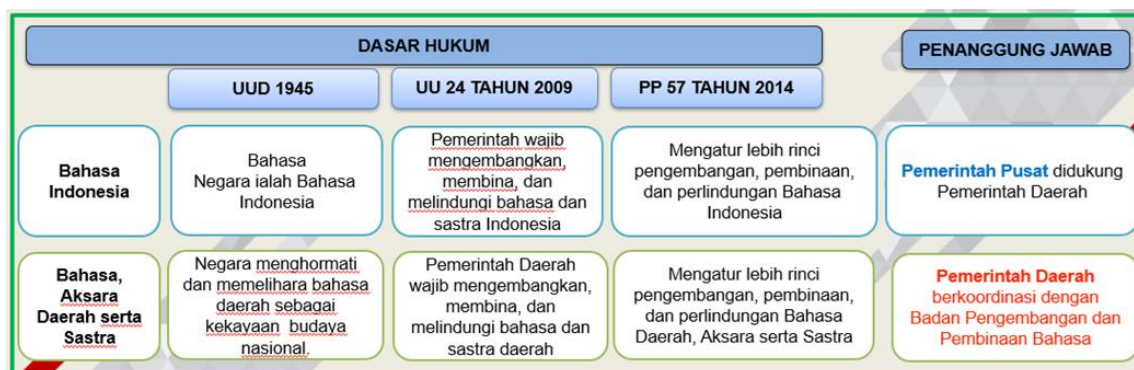 DASAR HUKUM
PENANGGUNG JAWAB
UUD 1945
UU 24 TAHUN 2009
PP 57 TAHUN 2014
Bahasa
Indonesia
Bahasa
Negara ialah Bahasa
Indonesia
Pemerintah wajib
mengembangkan,
membina, dan
melindungi bahasa dan
sastra Indonesia
Mengatur lebih rinci
pengembangan, pembinaan,
dan perlindungan Bahasa
Indonesia
Pemerintah Pusat didukung
Pemerintah Daerah
Bahasa,
Aksara
Daerah serta
Sastra
Negara menghormati
dan memelihara bahasa
daerah sebagai
kekayaan budaya
nasional.
Pemerintah Daerah
wajib mengembangkan,
membina, dan
melindungi bahasa dan
sastra daerah
Mengatur lebih rinci
pengembangan, pembinaan,
dan perlindungan Bahasa
Daerah, Aksara serta Sastra
Pemerintah Daerah
berkoordinasi dengan
Badan Pengembangan dan
Pembinaan Bahasa